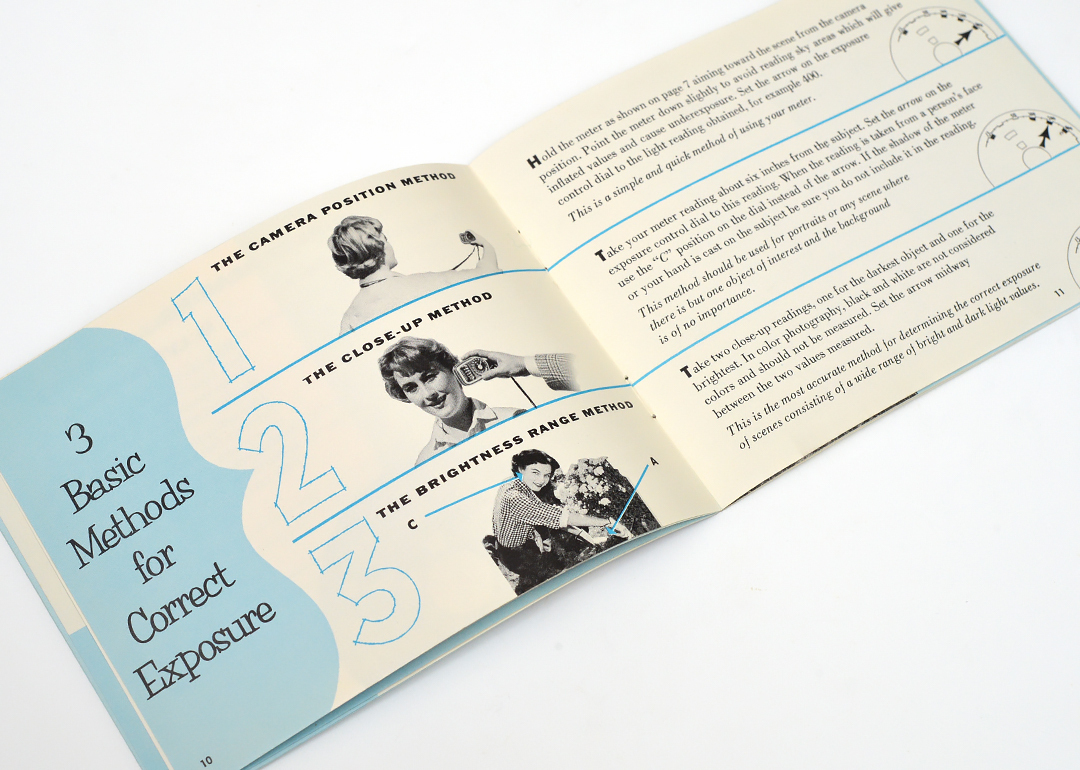 3
Basic
Methods
for
Correct
Exposure
10
1
THE CAMERA POSITION METHOD
2
THE CLOSE-UP METHOD
3
THE BRIGHTNESS RANGE METHOD
C
A
Hold the meter as shown on page 7 aiming toward the scene from the camera
position. Point the meter down slightly to avoid reading sky areas which will give
inflated values and cause underexposure. Set the arrow on the exposure
control dial to the light reading obtained, for example 400.
This is a simple and quick method of using your meter.
Take your meter reading about six inches from the subject. Set the arrow on the
exposure control dial to this reading. When the reading is taken from a person's face
use the "C" position on the dial instead of the arrow. If the shadow of the meter
or your hand is cast on the subject be sure you do not include it in the reading.
This method should be used for portraits or any scene where
there is but one object of interest and the background
is of no importance.
Take two close-up readings, one for the darkest object and one for the
brightest. In color photography, black and white are not considered
colors and should not be measured. Set the arrow midway
between the two values measured.
This is the most accurate method for determining the correct exposure
of scenes consisting of a wide range of bright and dark light values.
11